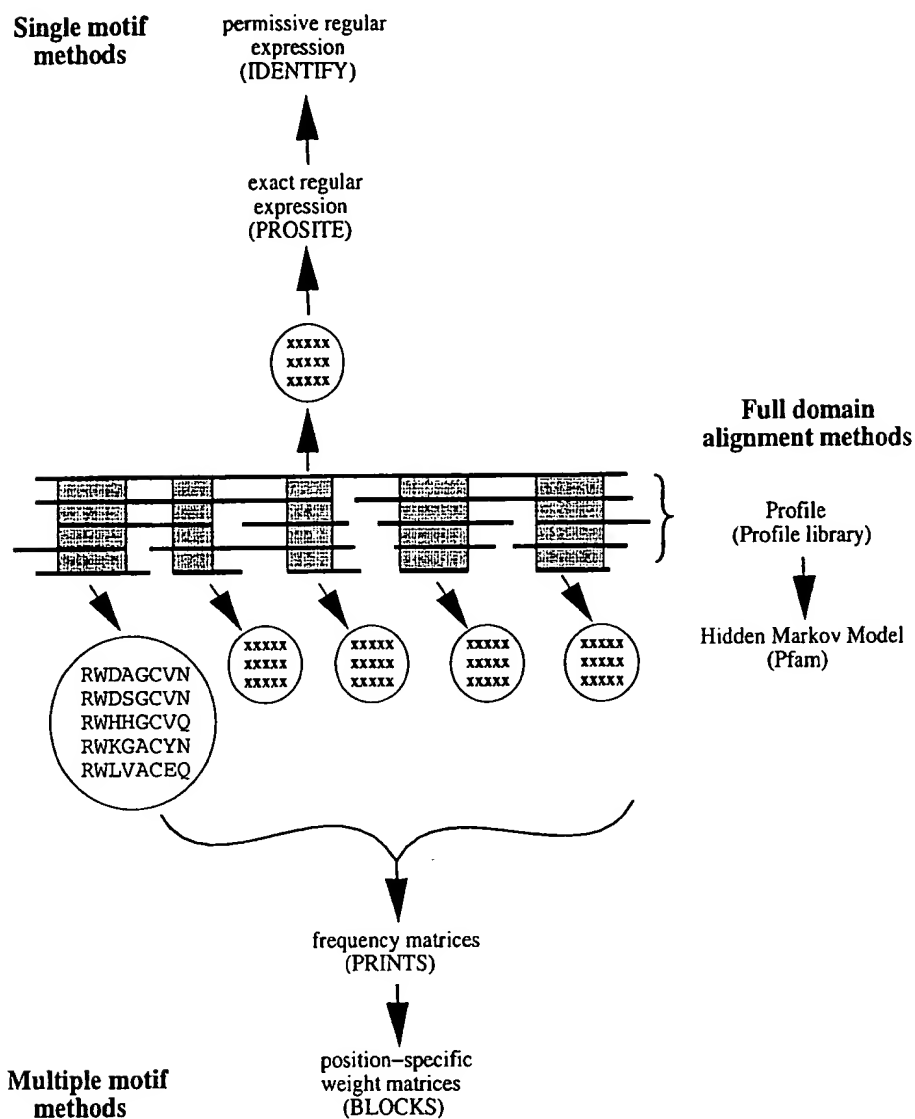 Single motif
methods
permissive regular
expression
(IDENTIFY)
exact regular
expression
(PROSITE)
xxxxx
xxxxx
xxxxx
Full domain
alignment methods
Profile
(Profile library)
Hidden Markov Model
(Pfam)
RWDAGCVN
RWDSGCVN
RWHHGCVQ
RWKGACYN
RWLVACEQ
xxxxx
xxxxx
xxxxx
xxxxx
xxxxx
xxxxx
xxxxx
xxxxx
xxxxx
xxxxx
xxxxx
xxxxx
frequency matrices
(PRINTS)
position-specific
weight matrices
(BLOCKS)
Multiple motif
methods